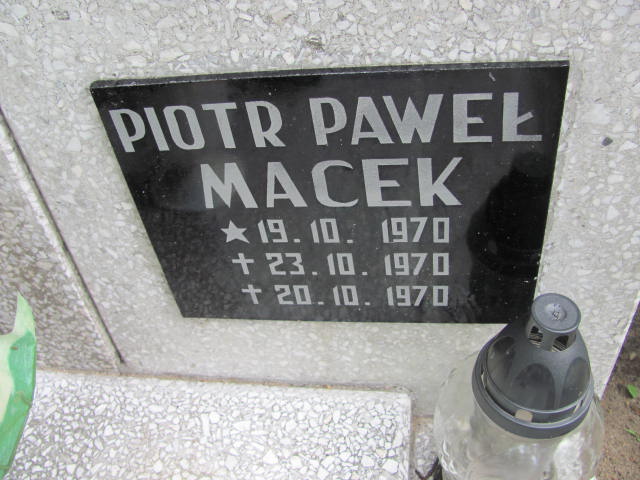 PIOTR PAWEŁ
MACEK
★ 19. 10. 1970
✝ 23. 10. 1970
✝ 20. 10. 1970